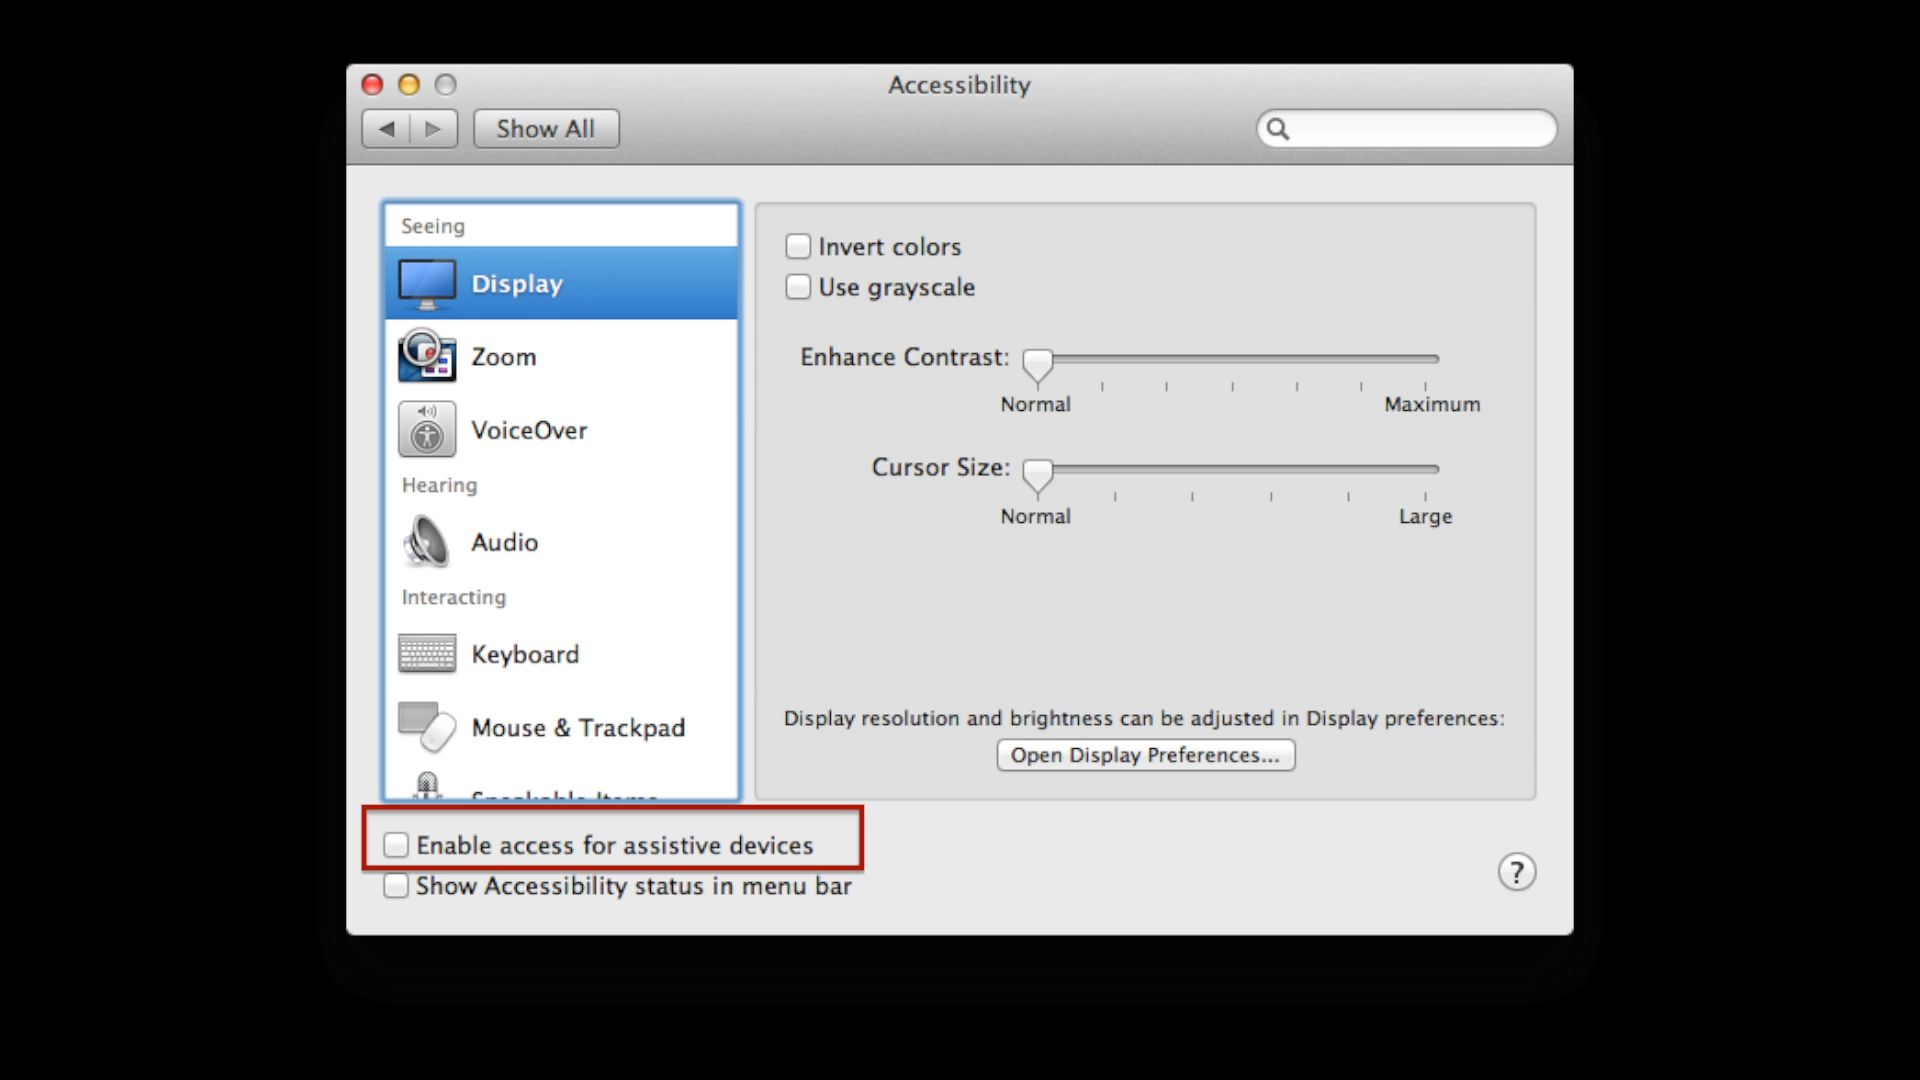 Accessibility
Show All
Seeing
Display
Zoom
VoiceOver
Hearing
Audio
Interacting
Keyboard
Mouse & Trackpad
Speakable Items
Invert colors
Use grayscale
Enhance Contrast:
Normal Maximum
Cursor Size:
Normal Large
Display resolution and brightness can be adjusted in Display preferences:
Open Display Preferences...
Enable access for assistive devices
Show Accessibility status in menu bar
?